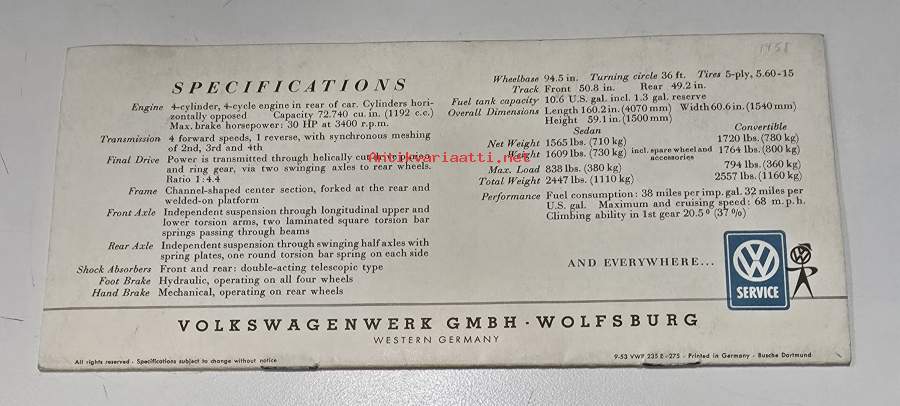 1958
SPECIFICATIONS
Engine 4-cylinder, 4-cycle engine in rear of car. Cylinders hori-
zontally opposed Capacity 72.740 cu. in. (1192 c.c.)
Max. brake horsepower: 30 HP at 3400 r.p.m.
Transmission 4 forward speeds, 1 reverse, with synchronous meshing
of 2nd, 3rd and 4th
Final Drive Power is transmitted through helically cut
and ring gear, via two swinging axles to rear wheels.
Ratio 1:4.4
Frame Channel-shaped center section, forked at the rear and
welded-on platform
Front Axle Independent suspension through longitudinal upper and
lower torsion arms, two laminated square torsion bar
springs passing through beams
Rear Axle Independent suspension through swinging half axles with
spring plates, one round torsion bar spring on each side
Shock Absorbers Front and rear: double-acting telescopic type
Foot Brake Hydraulic, operating on all four wheels
Hand Brake Mechanical, operating on rear wheels
Wheelbase 94.5 in. Turning circle 36 ft. Tires 5-ply, 5.60-15
Track Front 50.8 in. Rear 49.2 in.
Fuel tank capacity 10.6 U.S. gal. incl. 1.3 gal. reserve
Overall Dimensions Length 160.2 in. (4070 mm) Width 60.6 in. (1540 mm)
Height 59.1 in. (1500 mm)
Sedan Convertible
Net Weight 1565 lbs. (710 kg) 1720 lbs. (780 kg)
Weight 1609 lbs. (730 kg) incl. spare wheel and accessories 1764 lbs. (800 kg)
Max. Load 838 lbs. (380 kg) 794 lbs. (360 kg)
Total Weight 2447 lbs. (1110 kg) 2557 lbs. (1160 kg)
Performance Fuel consumption: 38 miles per imp. gal. 32 miles per
U.S. gal. Maximum and cruising speed: 68 m.p.h.
Climbing ability in 1st gear 20.5° (37 %)
AND EVERYWHERE...
VW
SERVICE
VOLKSWAGENWERK GMBH · WOLFSBURG
WESTERN GERMANY
All rights reserved · Specifications subject to change without notice
9-53 VWF 235 E-275 · Printed in Germany · Busche Dortmund
Antikvariaatti.net